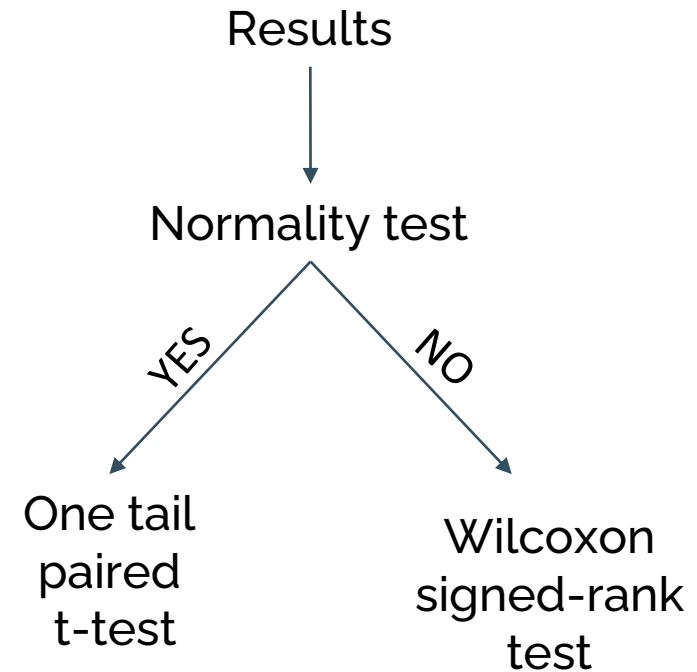 Results
Normality test
YES
NO
One tail
paired
t-test
Wilcoxon
signed-rank
test